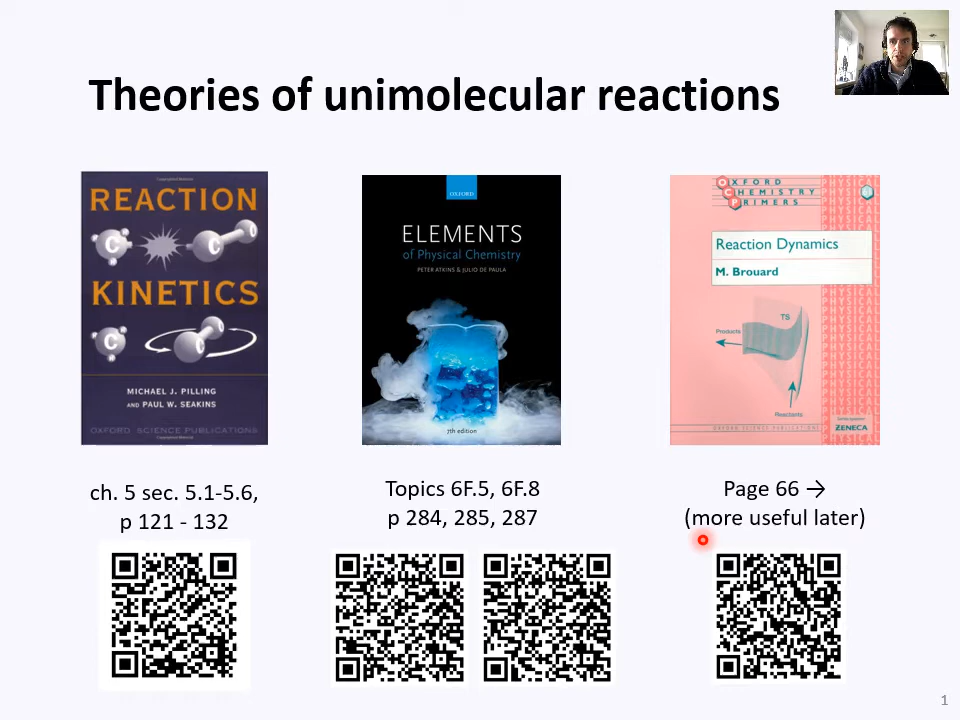 Theories of unimolecular reactions
REACTION
C
C
KINETICS
C
MICHAEL J. PILLING
AND PAUL W. SEAKINS
OXFORD SCIENCE PUBLICATIONS
ch. 5 sec. 5.1-5.6,
p 121 - 132
OXFORD
ELEMENTS
of Physical Chemistry
PETER ATKINS & JULIO DE PAULA
7th edition
Topics 6F.5, 6F.8
p 284, 285, 287
OXFORD
CHEMISTRY
PRIMERS
Reaction Dynamics
M. Brouard
TS
Products
Reactants
OXFORD SCIENCE PUBLICATIONS
ZENECA
Page 66 →
(more useful later)
1